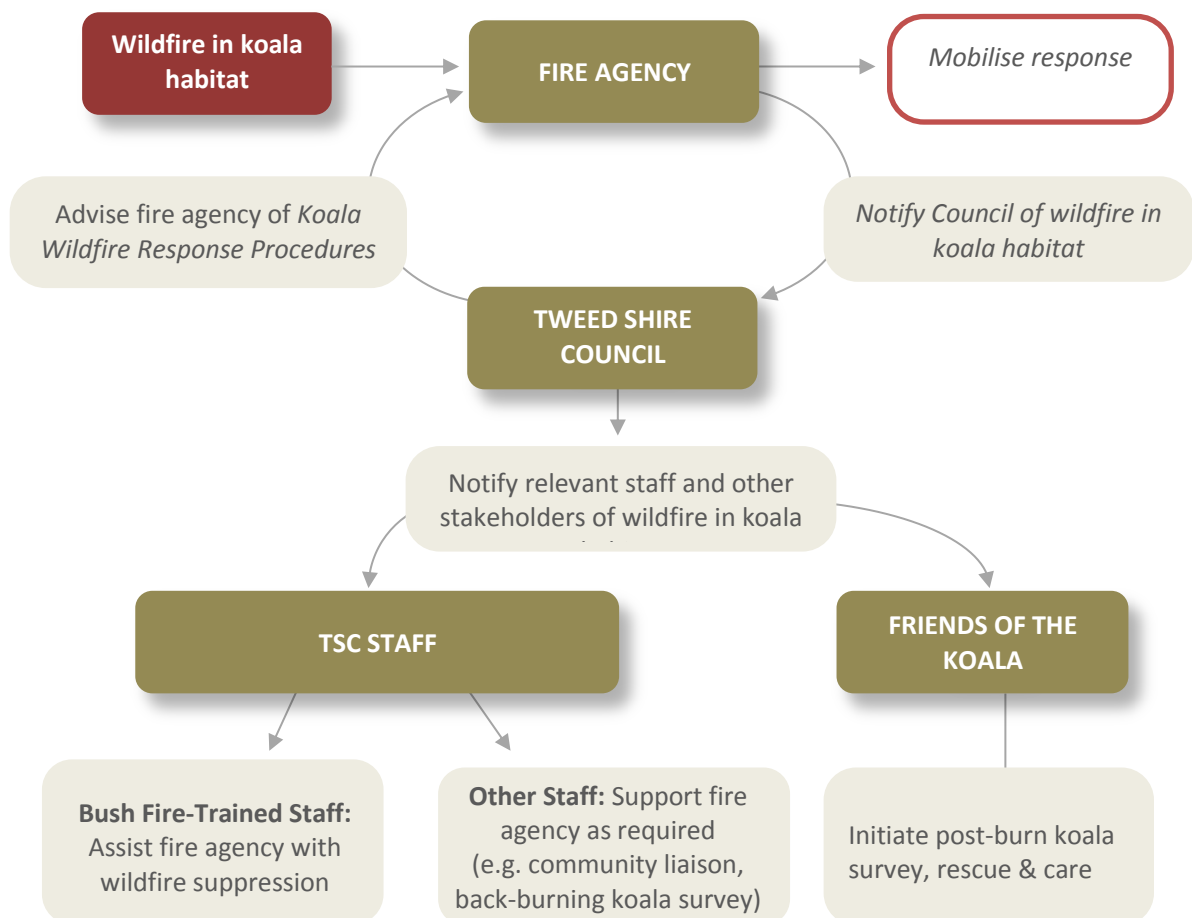 Wildfire in koala
habitat
FIRE AGENCY
Mobilise response
Advise fire agency of Koala
Wildfire Response Procedures
Notify Council of wildfire in
koala habitat
TWEED SHIRE
COUNCIL
Notify relevant staff and other
stakeholders of wildfire in koala
TSC STAFF
FRIENDS OF THE
KOALA
Bush Fire-Trained Staff:
Assist fire agency with
wildfire suppression
Other Staff: Support fire
agency as required
(e.g. community liaison,
back-burning koala survey)
Initiate post-burn koala
survey, rescue & care